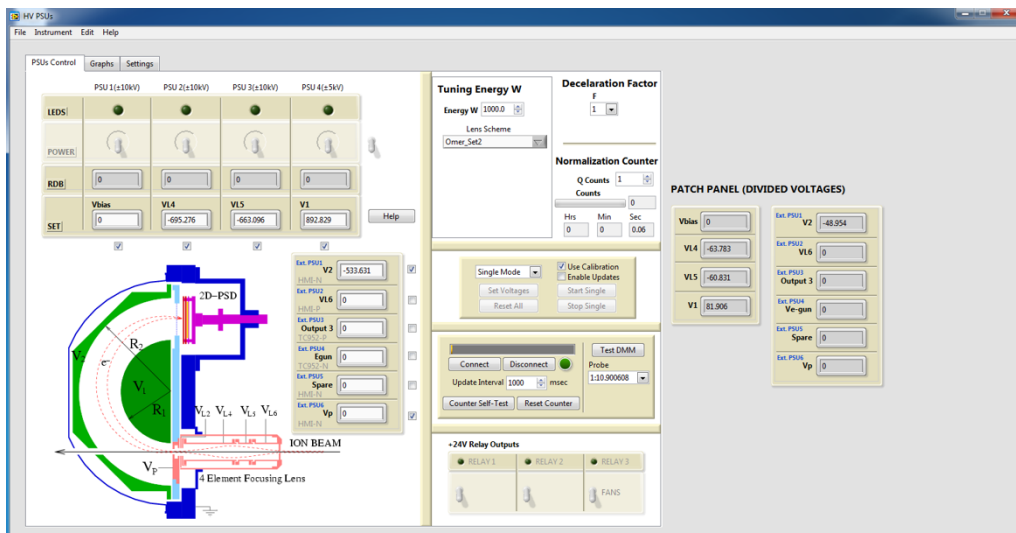 HV PSUs
File Instrument Edit Help
PSUs Control Graphs Settings
PSU 1(±10kV) PSU 2(±10kV) PSU 3(±10kV) PSU 4(±5kV)
LEDS
POWER
RDB 0 0 0 0
Vbias VL4 VL5 V1
SET 0 -695.276 -663.096 892.829
Help
Ext. PSU1
V2 -533.631
HMI-N
Ext. PSU2
VL6 0
HMI-P
Ext. PSU3
Output 3 0
TC952-P
Ext. PSU4
Egun 0
TC952-N
Ext. PSU5
Spare 0
HMI-N
Ext. PSU6
Vp 0
HMI-N
2D-PSD
R2
V2
e-
V1
R1
VL2 VL4 VL5 VL6
ION BEAM
VP
4 Element Focusing Lens
Tuning Energy W
Energy W 1000.0
Lens Scheme
Omer_Set2
Decelaration Factor
F
1
Normalization Counter
Q Counts 1
Counts
0
Hrs Min Sec
0 0 0.06
Single Mode
Use Calibration
Enable Updates
Set Voltages Start Single
Reset All Stop Single
Test DMM
Connect Disconnect
Probe
Update Interval 1000 msec
1:10.900608
Counter Self-Test Reset Counter
+24V Relay Outputs
RELAY 1 RELAY 2 RELAY 3
FANS
PATCH PANEL (DIVIDED VOLTAGES)
Vbias 0
VL4 -63.783
VL5 -60.831
V1 81.906
Ext. PSU1
V2 -48.954
Ext. PSU2
VL6 0
Ext. PSU3
Output 3 0
Ext. PSU4
Ve-gun 0
Ext. PSU5
Spare 0
Ext. PSU6
Vp 0